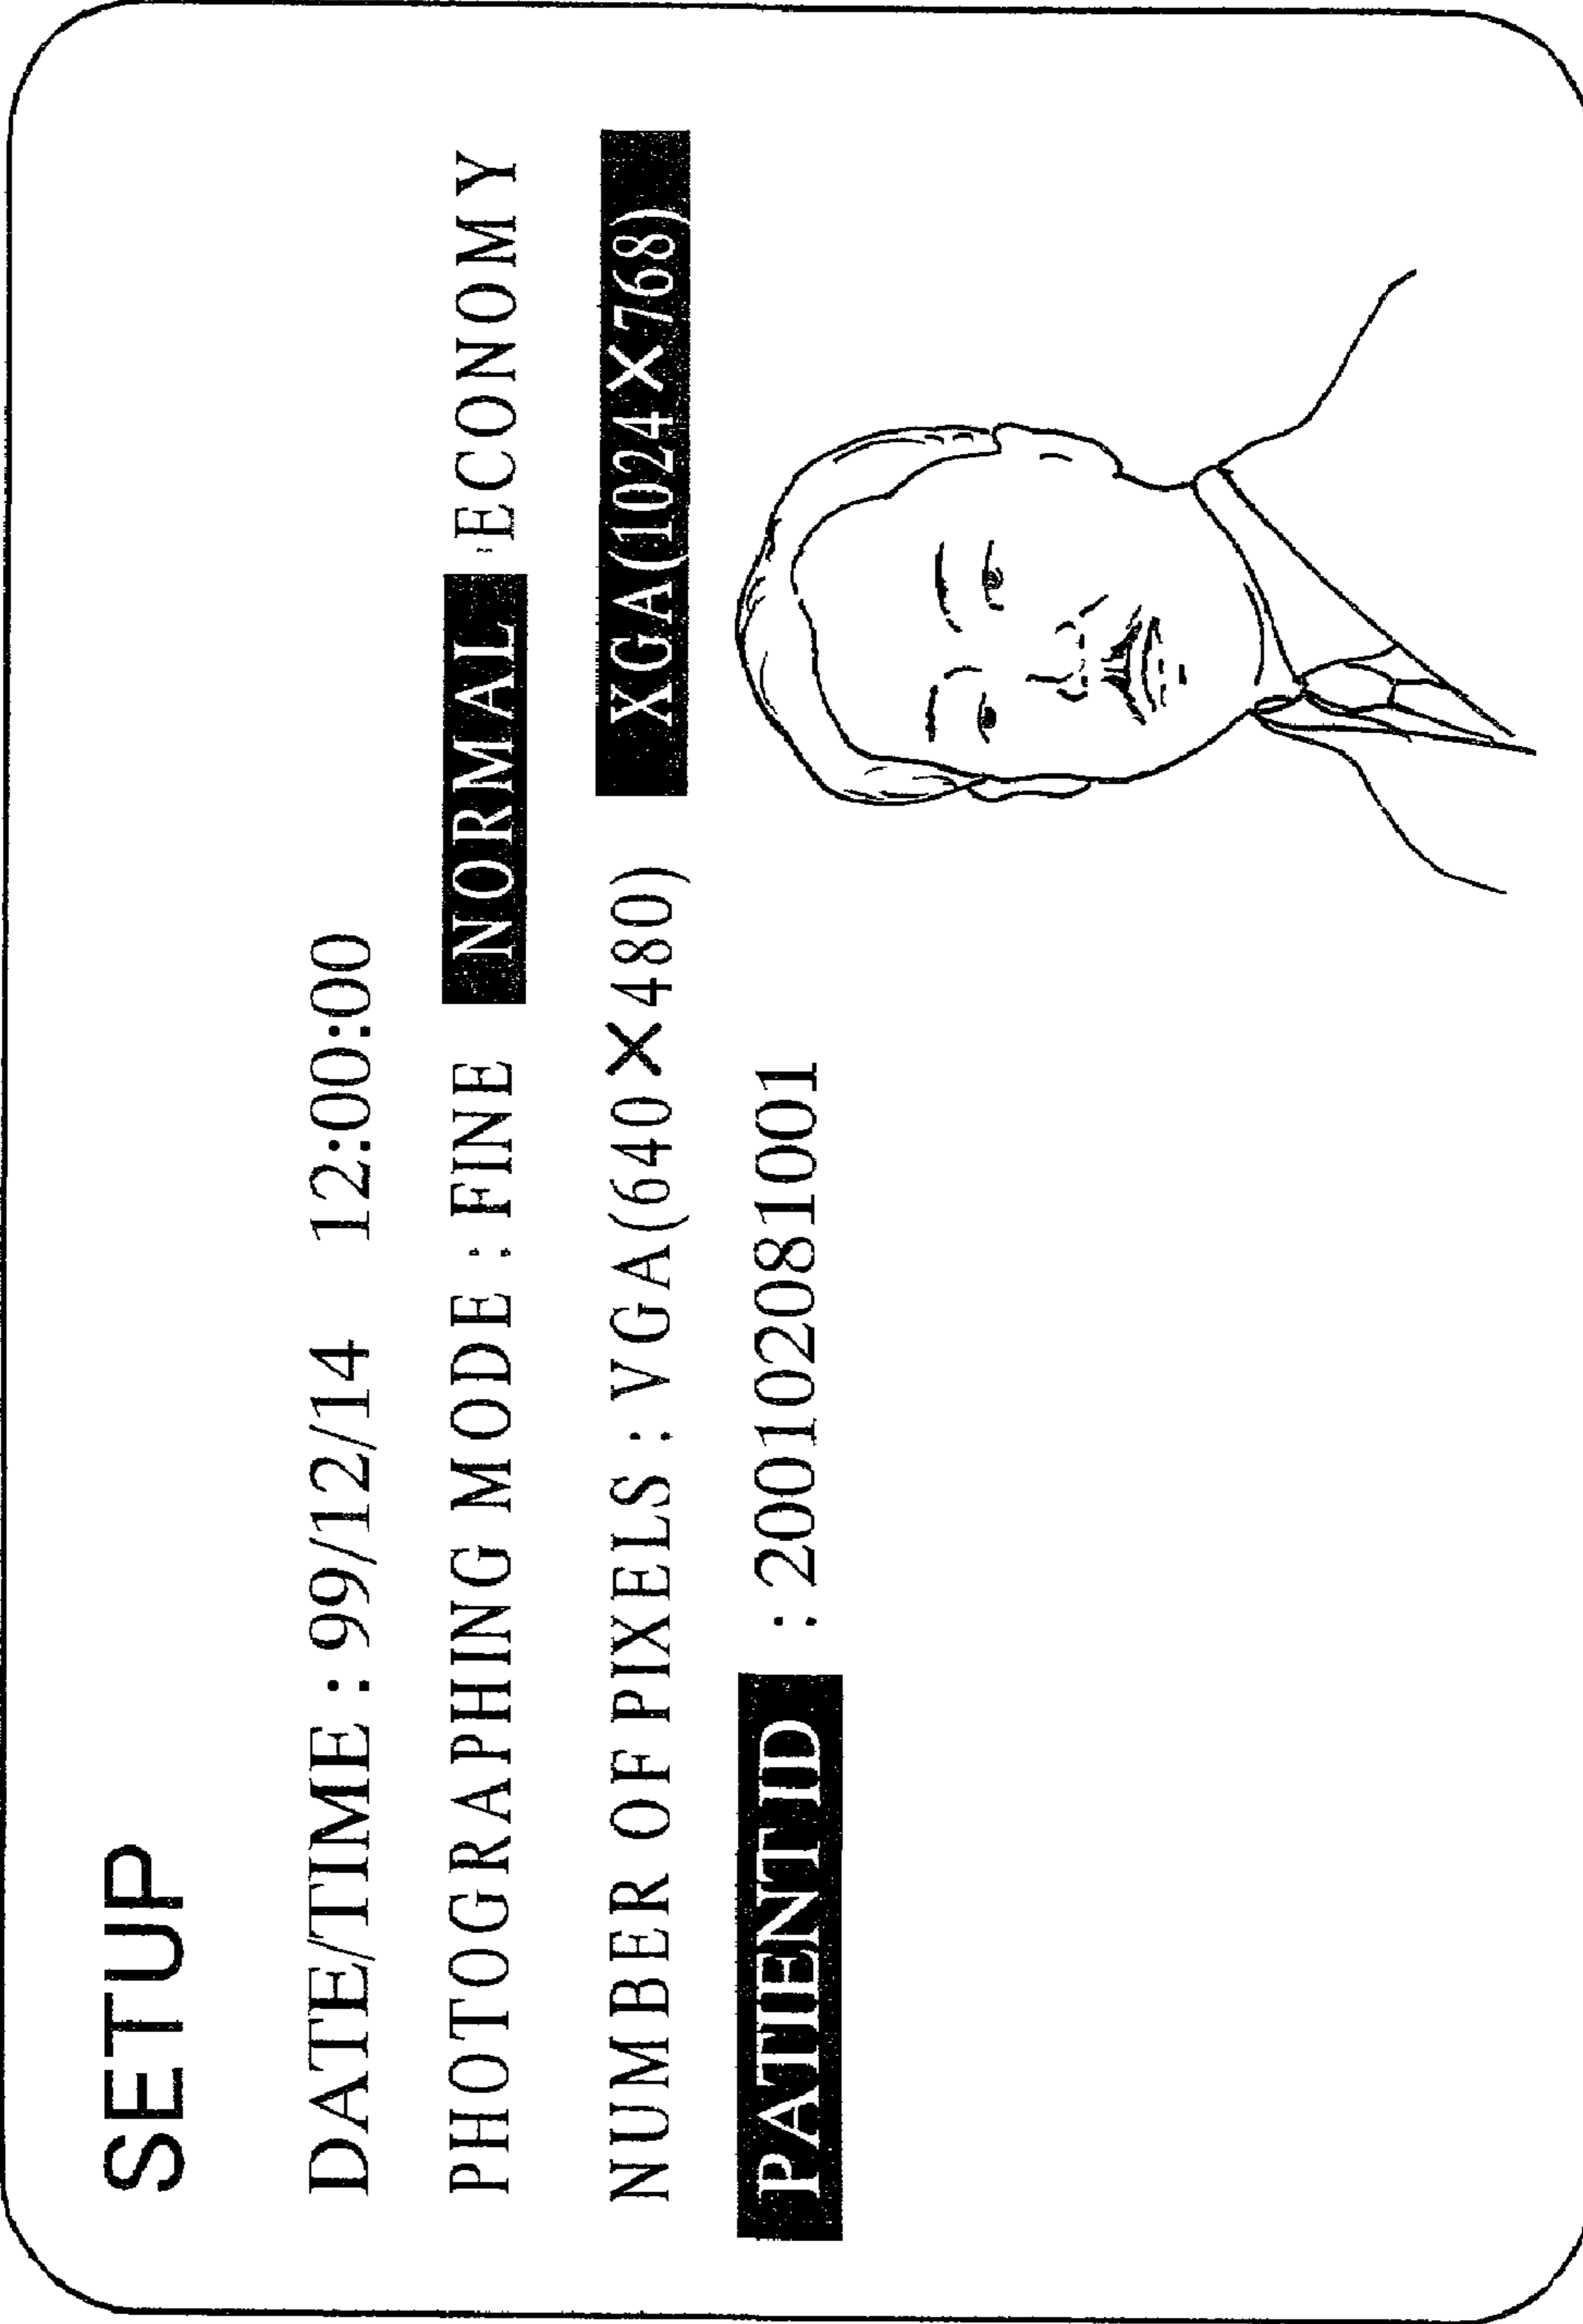 SETUP
DATE/TIME : 99/12/14 12:00:00
PHOTOGRAPHING MODE : FINE NORMAL ECONOMY
NUMBER OF PIXELS : VGA(640×480) XGA(1024×768)
PATIENT ID : 200102081001